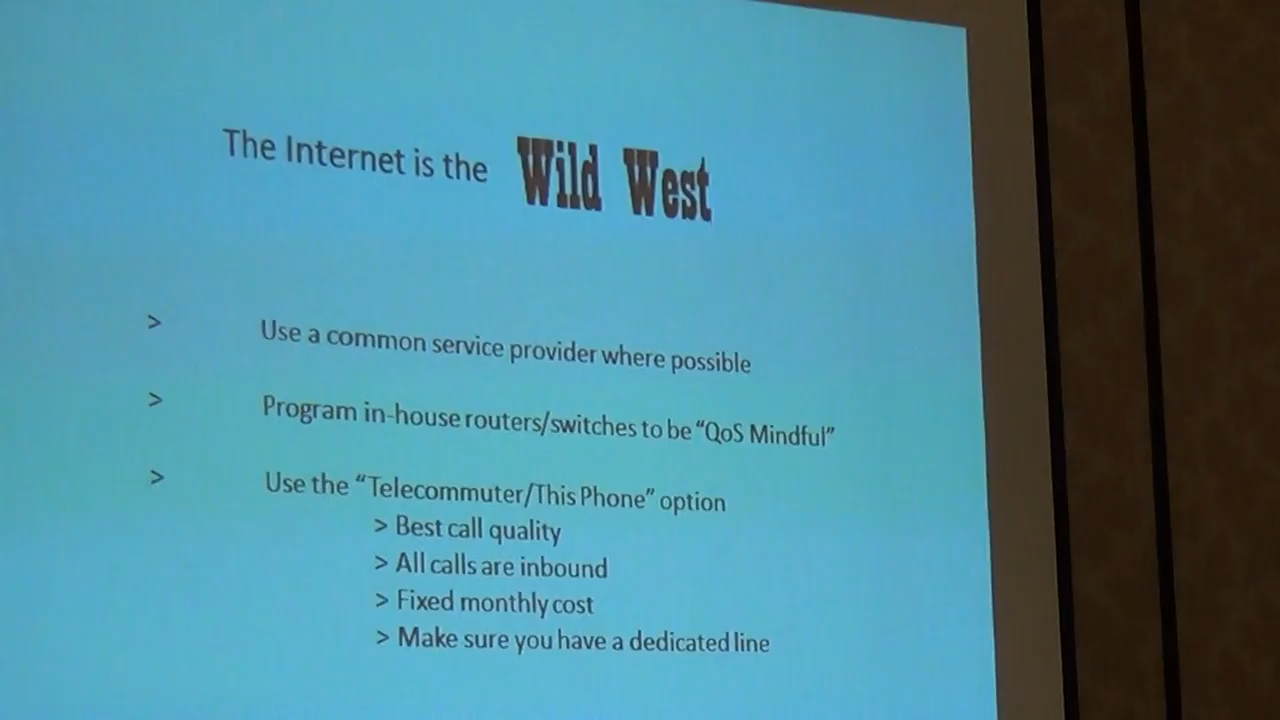 The Internet is the Wild West
> Use a common service provider where possible
> Program in-house routers/switches to be “QoS Mindful”
> Use the “Telecommuter/This Phone” option
> Best call quality
> All calls are inbound
> Fixed monthly cost
> Make sure you have a dedicated line